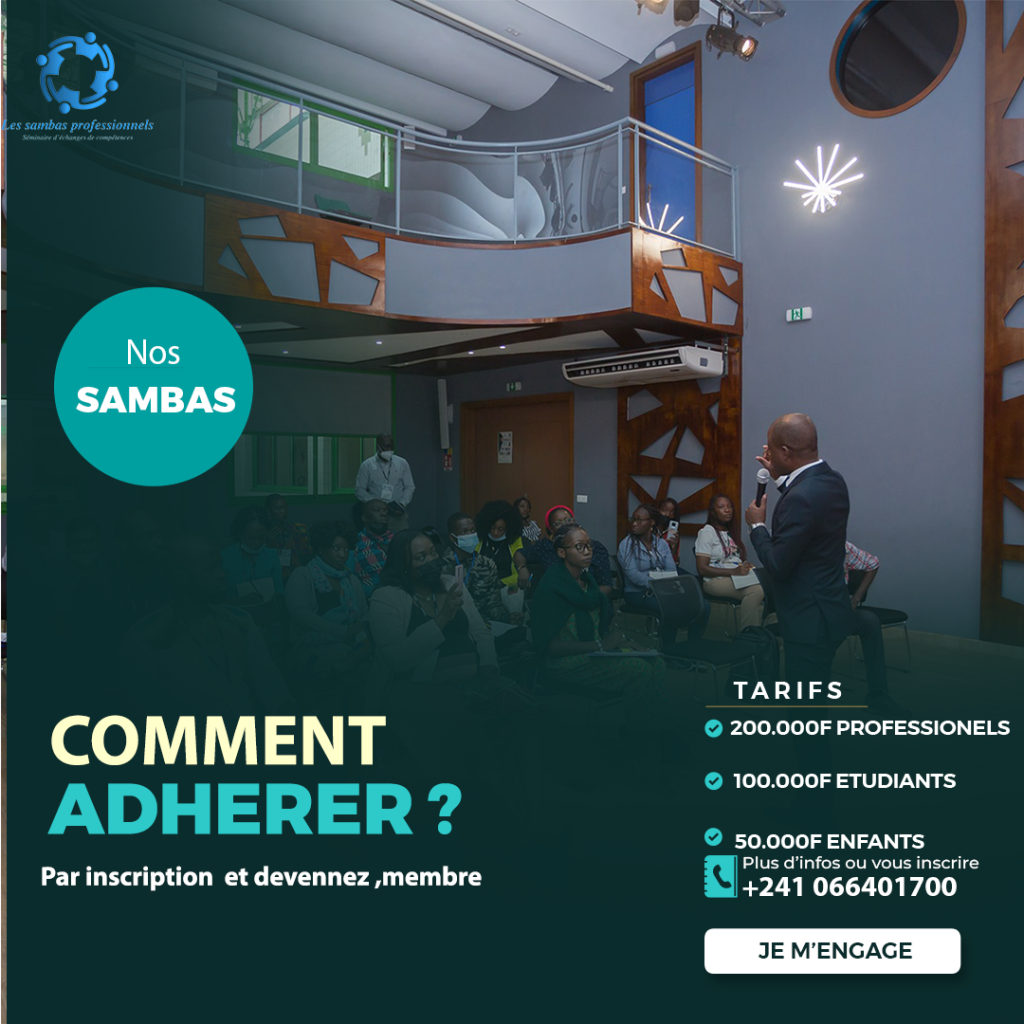 Les sambas professionnels
Séminaire d'échanges de compétences
Nos
SAMBAS
COMMENT
ADHERER ?
Par inscription et devennez ,membre
TARIFS
200.000F PROFESSIONELS
100.000F ETUDIANTS
50.000F ENFANTS
Plus d'infos ou vous inscrire
+241 066401700
JE M'ENGAGE